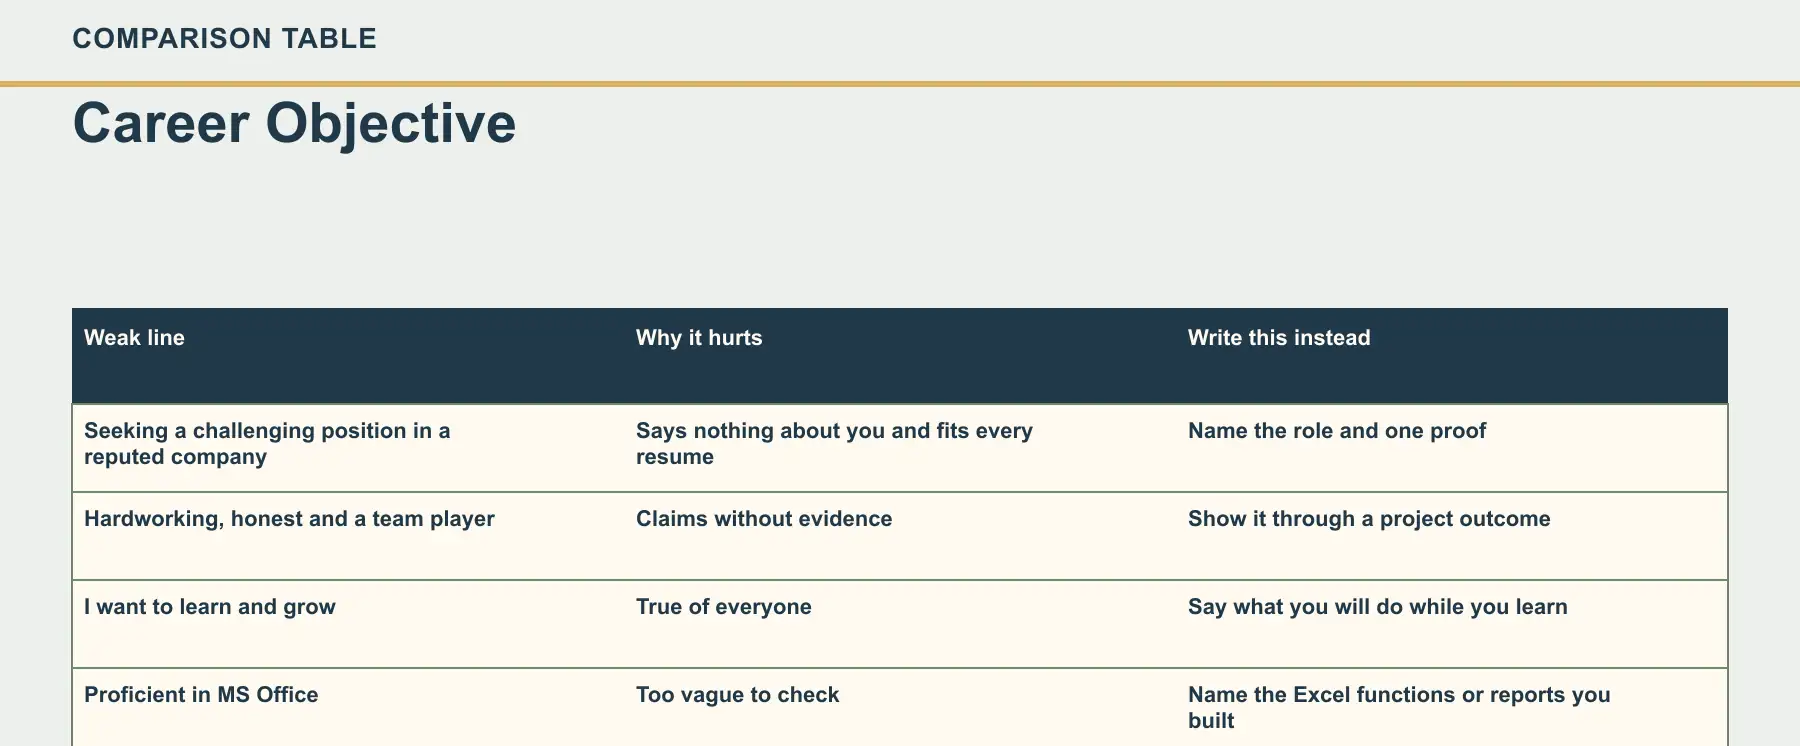 COMPARISON TABLE
Career Objective
Weak line
Why it hurts
Write this instead
Seeking a challenging position in a
reputed company
Says nothing about you and fits every
resume
Name the role and one proof
Hardworking, honest and a team player
Claims without evidence
Show it through a project outcome
I want to learn and grow
True of everyone
Say what you will do while you learn
Proficient in MS Office
Too vague to check
Name the Excel functions or reports you
built